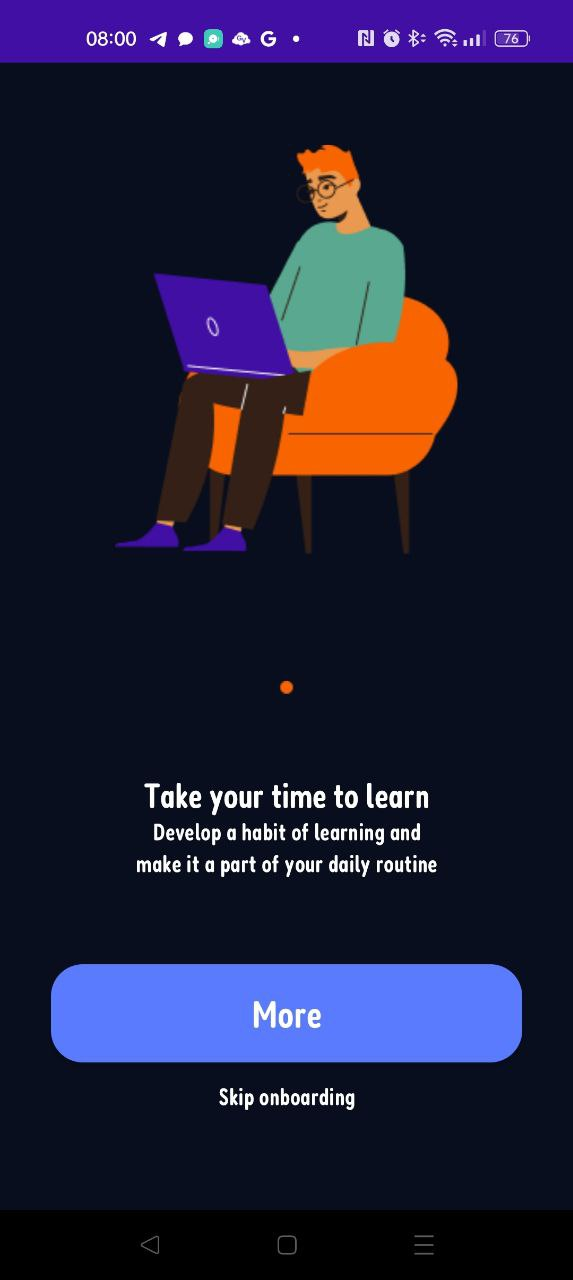 08:00 76
Take your time to learn
Develop a habit of learning and
make it a part of your daily routine
More
Skip onboarding